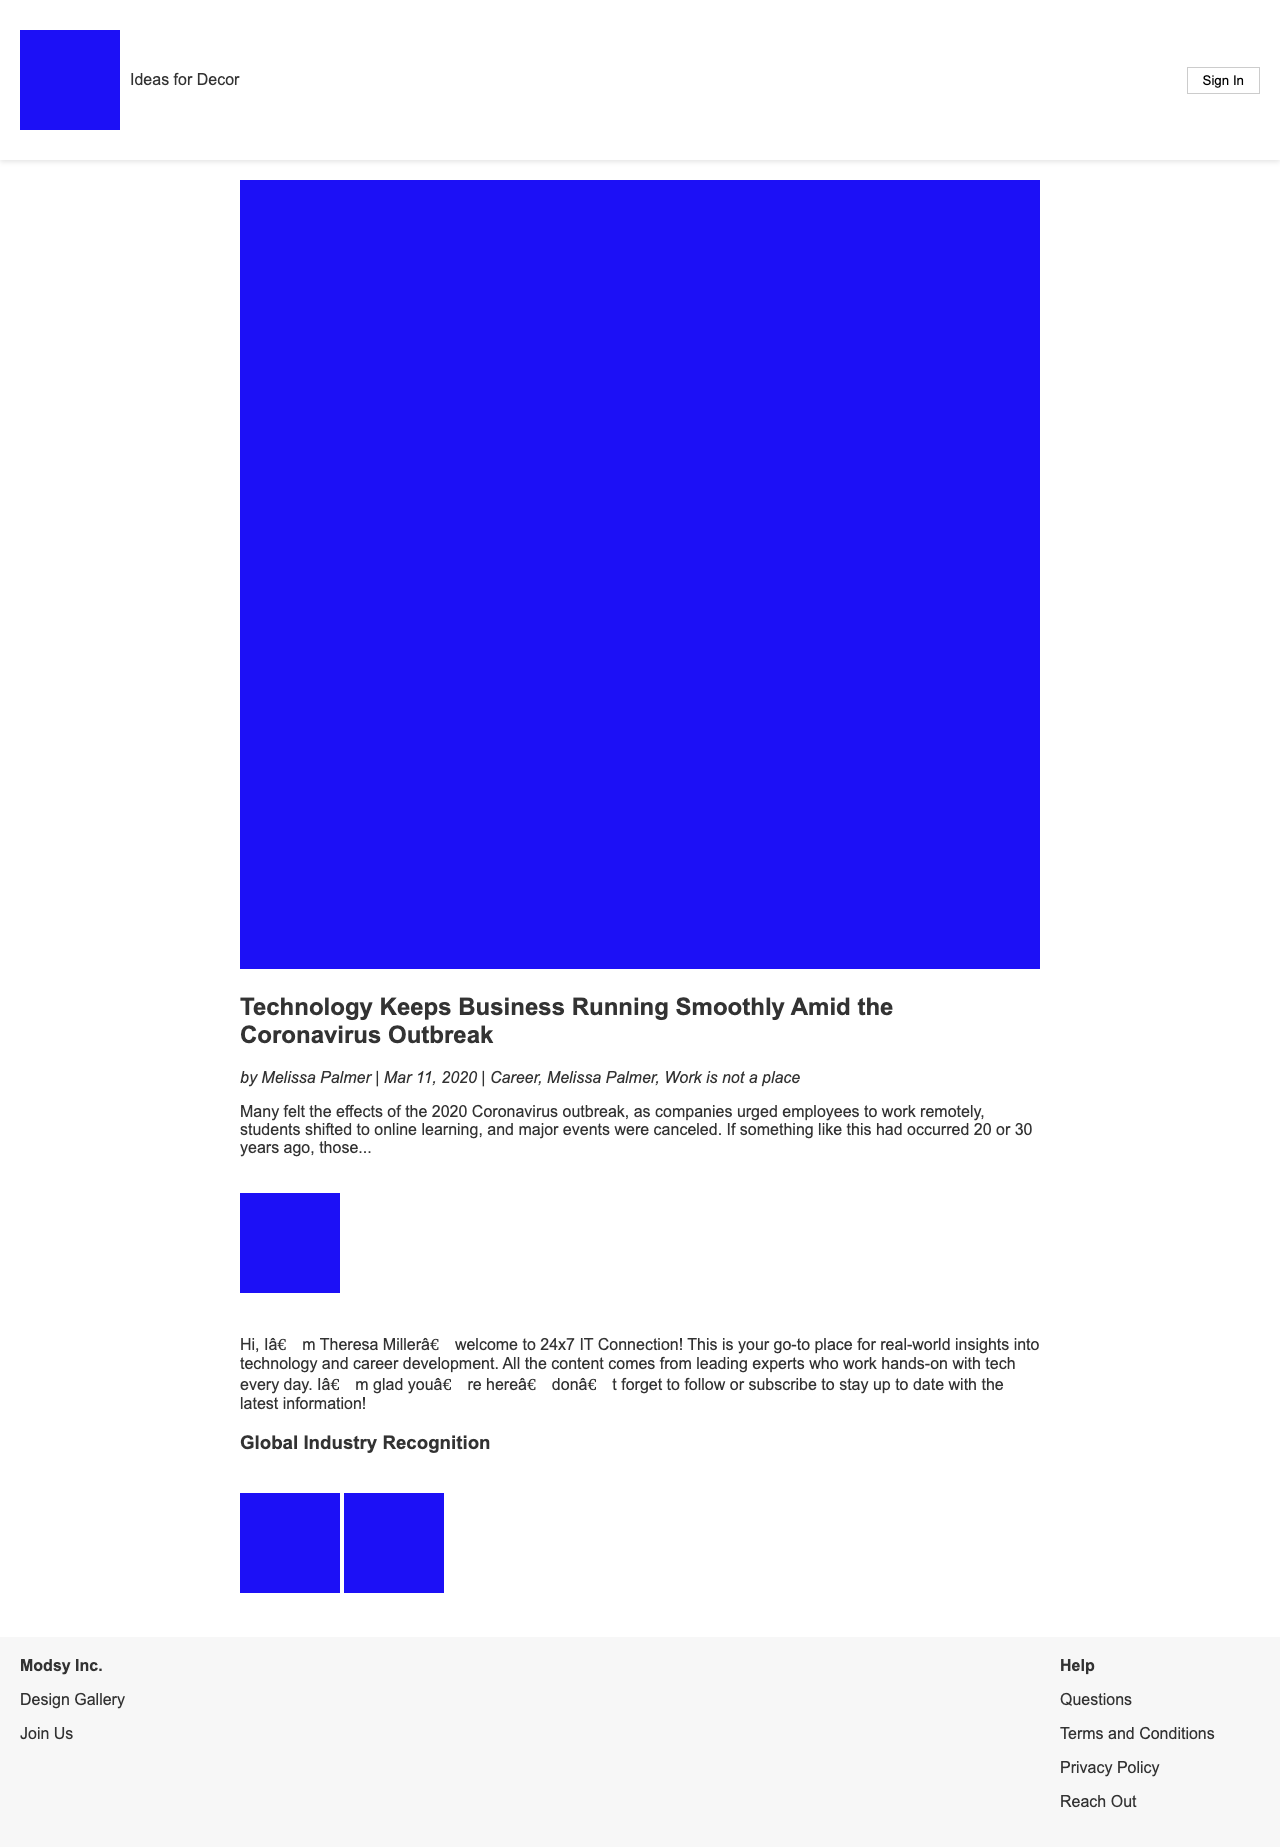 Ideas for Decor
Sign In
Technology Keeps Business Running Smoothly Amid the
Coronavirus Outbreak
by Melissa Palmer | Mar 11, 2020 | Career, Melissa Palmer, Work is not a place
Many felt the effects of the 2020 Coronavirus outbreak, as companies urged employees to work remotely,
students shifted to online learning, and major events were canceled. If something like this had occurred 20 or 30
years ago, those...
Hi, Iâ€ m Theresa Millerâ€ welcome to 24x7 IT Connection! This is your go-to place for real-world insights into
technology and career development. All the content comes from leading experts who work hands-on with tech
every day. Iâ€ m glad youâ€ re hereâ€ donâ€ t forget to follow or subscribe to stay up to date with the
latest information!
Global Industry Recognition
Modsy Inc.
Design Gallery
Join Us
Help
Questions
Terms and Conditions
Privacy Policy
Reach Out